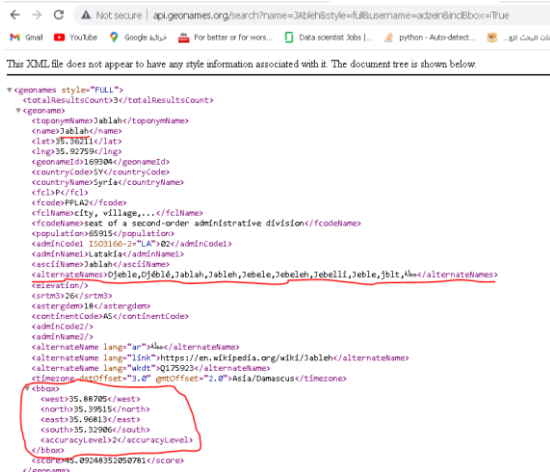 Not secure | api.geonames.org/search?name=JAbleh&style=full&username=adzein&inclBbox=True
Gmail YouTube خرائط Google For better or for wors... Data scientist Jobs |... python - Auto-detect...
This XML file does not appear to have any style information associated with it. The document tree is shown below.
▼<geonames style="FULL">
<totalResultsCount>3</totalResultsCount>
▼<geoname>
<toponymName>Jablah</toponymName>
<name>Jablah</name>
<lat>35.36211</lat>
<lng>35.92759</lng>
<geonameId>169304</geonameId>
<countryCode>SY</countryCode>
<countryName>Syria</countryName>
<fcl>P</fcl>
<fcode>PPLA2</fcode>
<fclName>city, village,...</fclName>
<fcodeName>seat of a second-order administrative division</fcodeName>
<population>65915</population>
<adminCode1 ISO3166-2="LA">02</adminCode1>
<adminName1>Latakia</adminName1>
<asciiName>Jablah</asciiName>
<alternateNames>Djeble,Djéblé,Jablah,Jableh,Jebele,Jebeleh,Jebelli,Jeble,jblt,جبلة</alternateNames>
<elevation/>
<srtm3>26</srtm3>
<astergdem>18</astergdem>
<continentCode>AS</continentCode>
<adminCode2/>
<adminName2/>
<alternateName lang="ar">جبلة</alternateName>
<alternateName lang="link">https://en.wikipedia.org/wiki/Jableh</alternateName>
<alternateName lang="wkdt">Q175923</alternateName>
<timezone dstOffset="3.0" gmtOffset="2.0">Asia/Damascus</timezone>
▼<bbox>
<west>35.88705</west>
<north>35.39515</north>
<east>35.96813</east>
<south>35.32906</south>
<accuracyLevel>2</accuracyLevel>
</bbox>
<score>45.09248352050781</score>
</geoname>